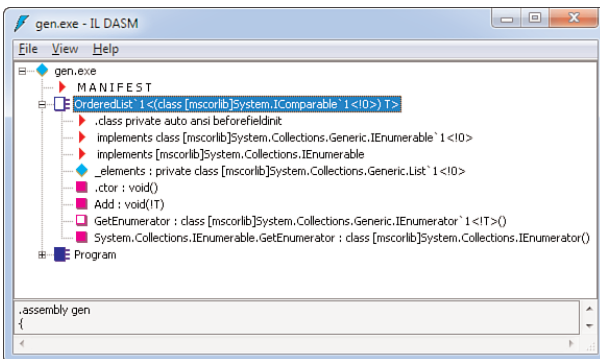 gen.exe - IL DASM
File View Help
gen.exe
MANIFEST
OrderedList`1<(class [mscorlib]System.IComparable`1<!0>) T>
.class private auto ansi beforefieldinit
implements class [mscorlib]System.Collections.Generic.IEnumerable`1<!0>
implements [mscorlib]System.Collections.IEnumerable
_elements : private class [mscorlib]System.Collections.Generic.List`1<!0>
.ctor : void()
Add : void(!T)
GetEnumerator : class [mscorlib]System.Collections.Generic.IEnumerator`1<!T>()
System.Collections.IEnumerable.GetEnumerator : class [mscorlib]System.Collections.IEnumerator()
Program
.assembly gen
{